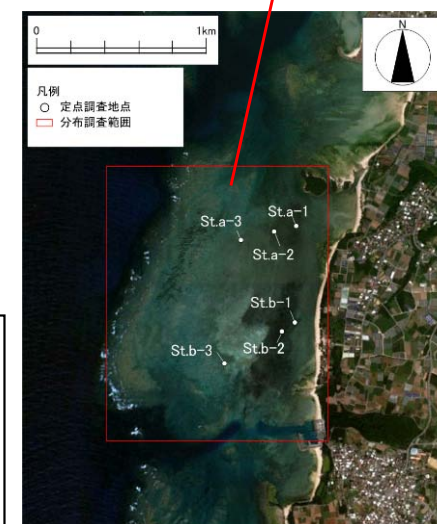 0 1km
N
凡例
定点調査地点
分布調査範囲
St.a-1
St.a-3
St.a-2
St.b-1
St.b-2
St.b-3